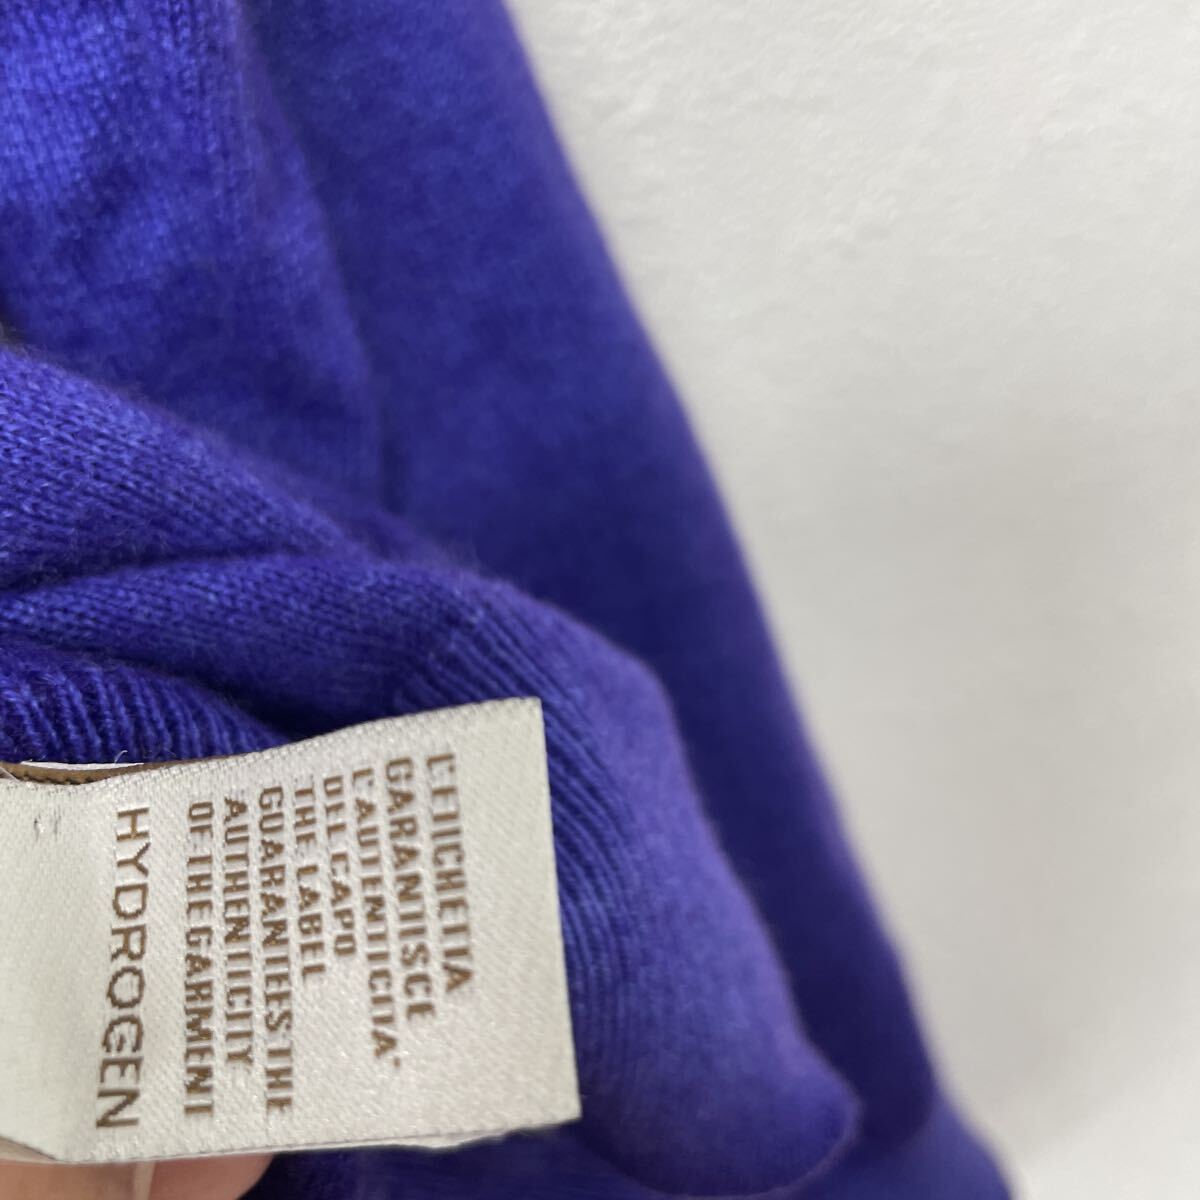 L'ETICHETTA
GARANTISCE
L'AUTENTICITA'
DEL CAPO
THE LABEL
GUARANTEES THE
AUTHENTICITY
OF THE GARMENT
HYDROGEN